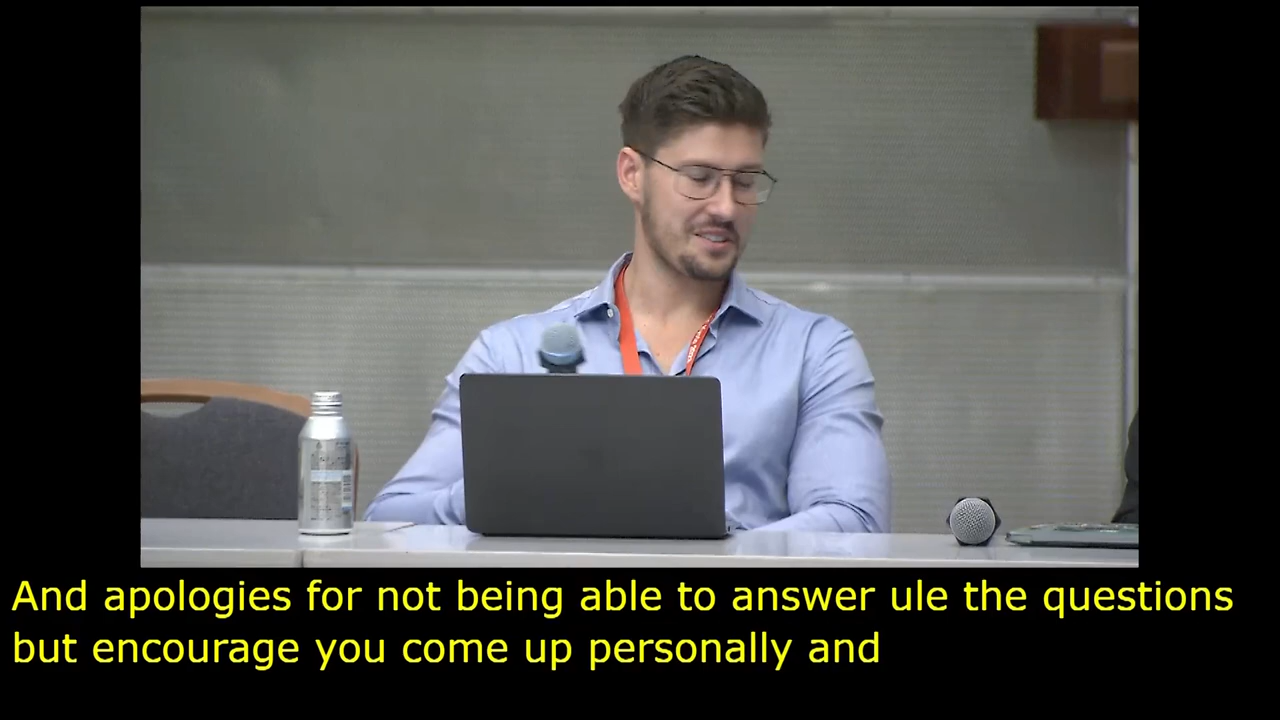 And apologies for not being able to answer ule the questions
but encourage you come up personally and